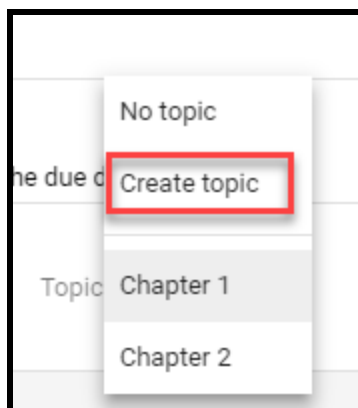 No topic
he due d
Create topic
Topic
Chapter 1
Chapter 2